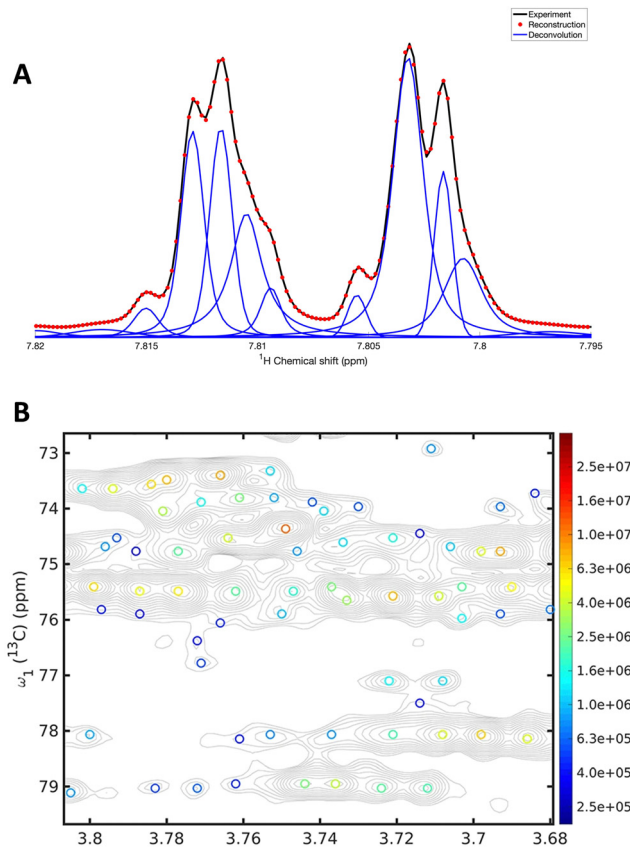 Experiment
Reconstruction
Deconvolution
A
7.82 7.815 7.81 7.805 7.8 7.795
¹H Chemical shift (ppm)
B
73
74
75
76
77
78
79
ω₁ (¹³C) (ppm)
3.8 3.78 3.76 3.74 3.72 3.7 3.68
2.5e+07
1.6e+07
1.0e+07
6.3e+06
4.0e+06
2.5e+06
1.6e+06
1.0e+06
6.3e+05
4.0e+05
2.5e+05